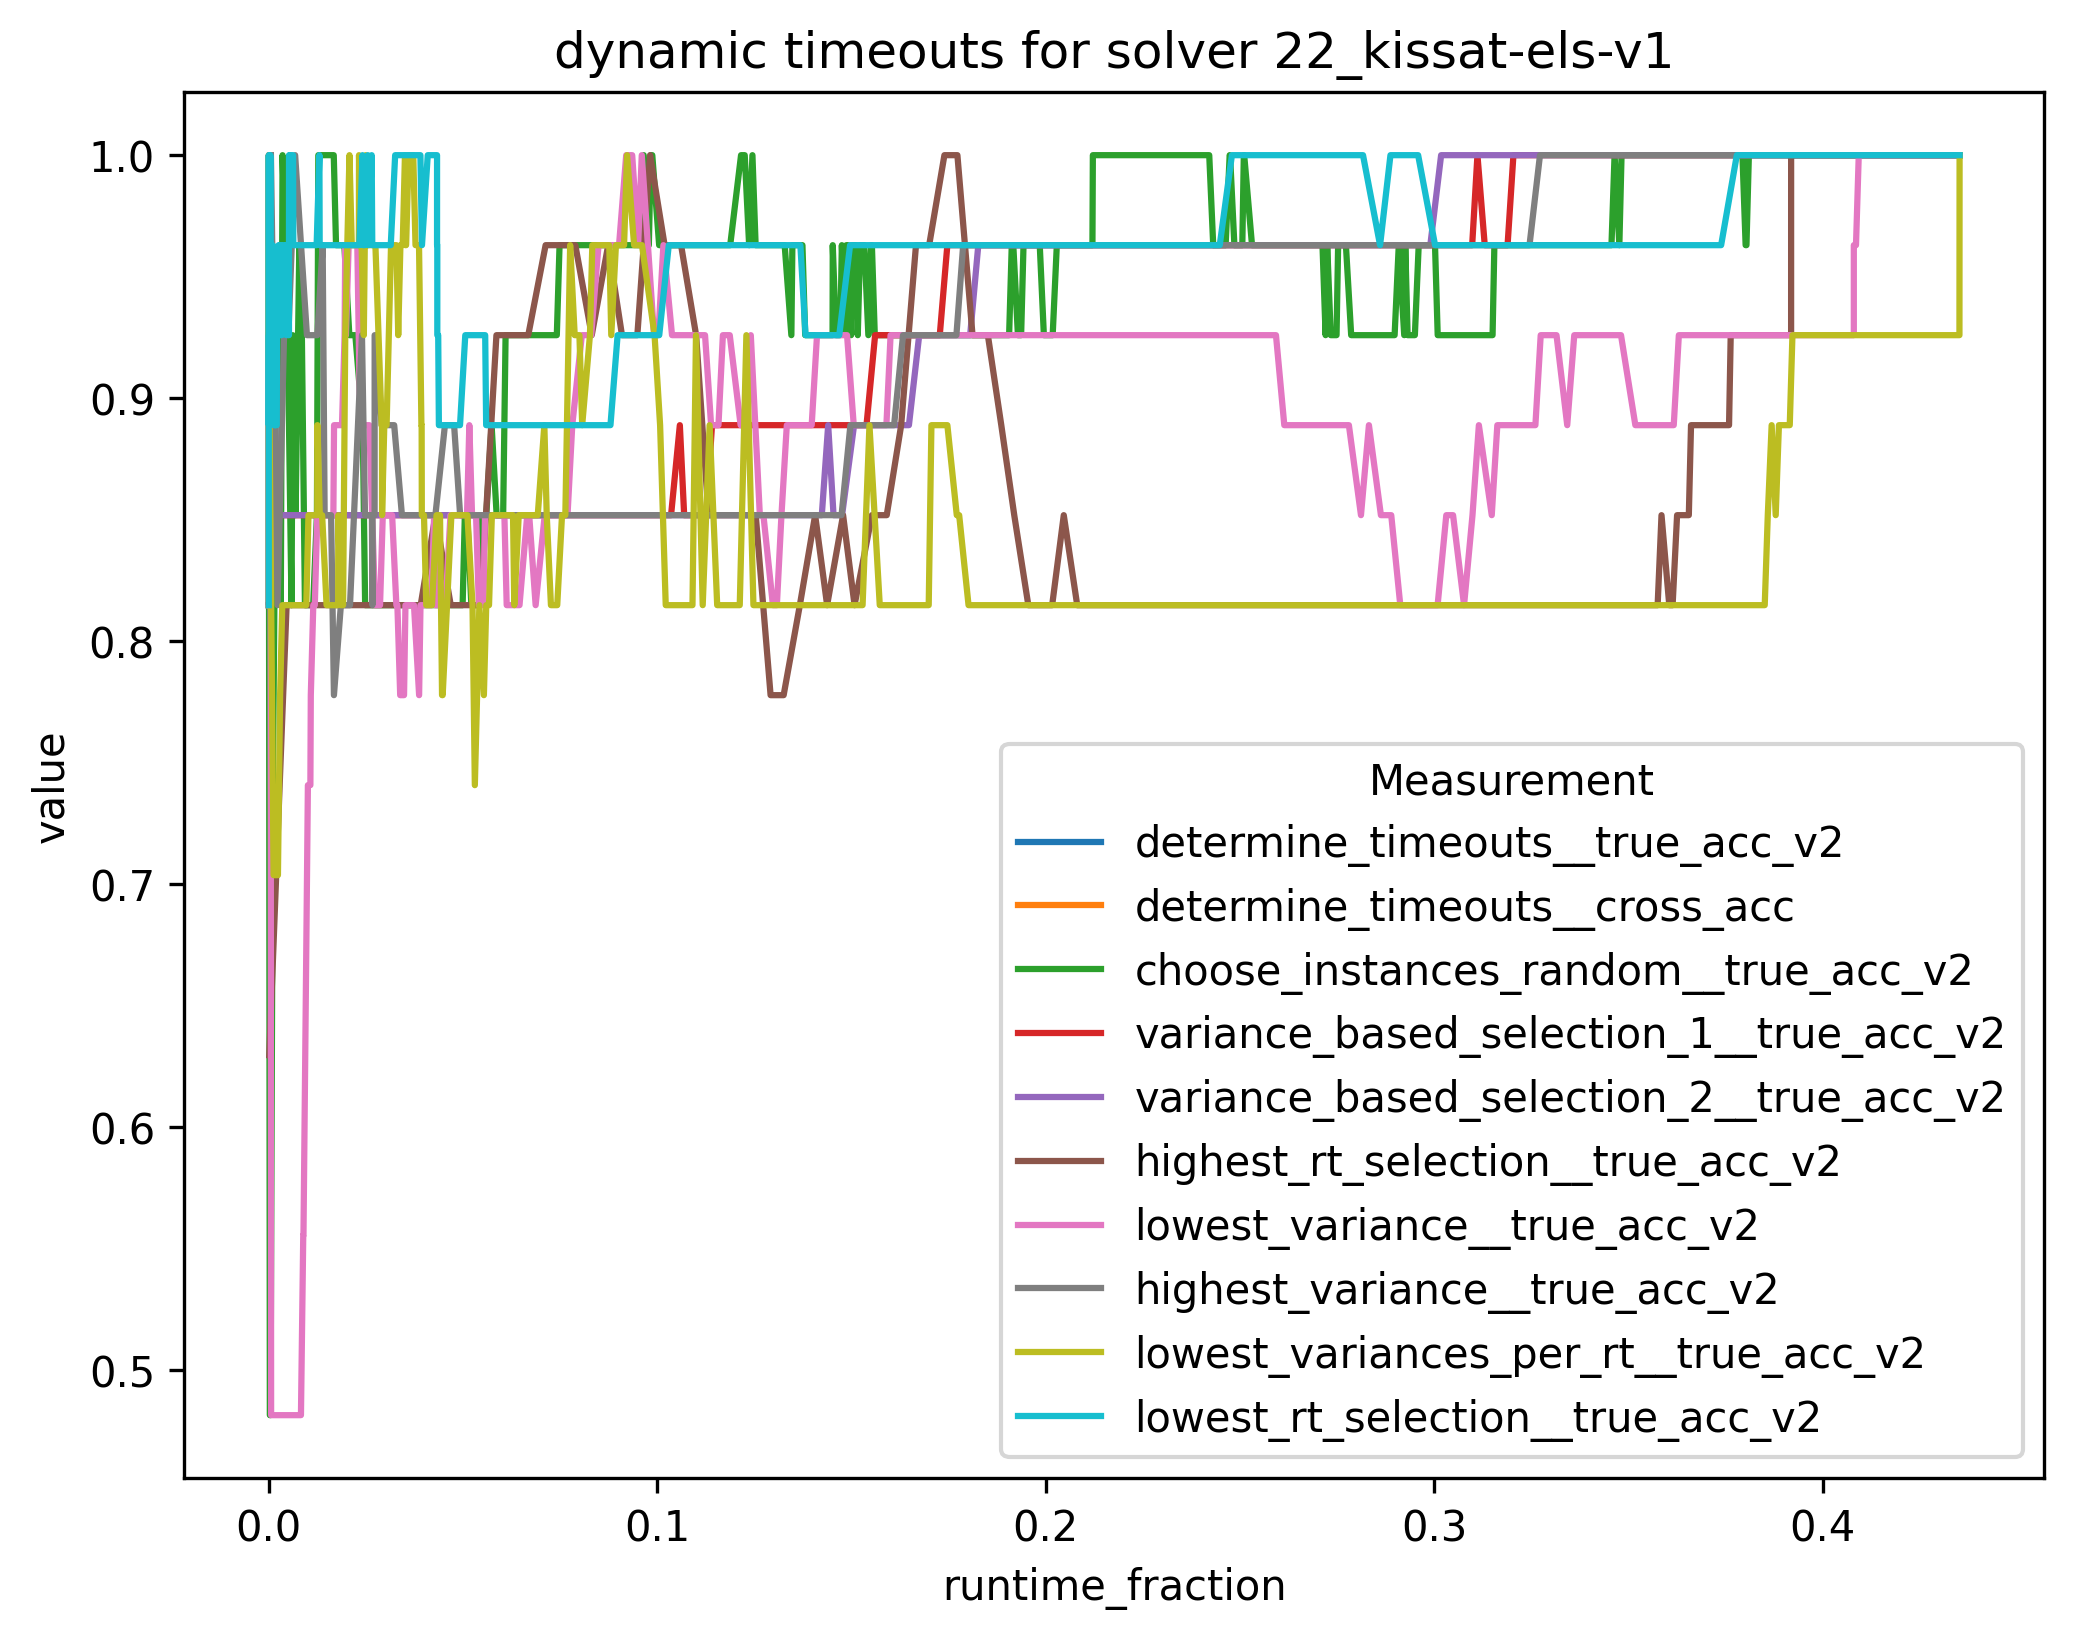 dynamic timeouts for solver 22_kissat-els-v1
1.0
0.9
0.8
0.7
0.6
0.5
value
0.0
0.1
0.2
0.3
0.4
runtime_fraction
Measurement
determine_timeouts__true_acc_v2
determine_timeouts__cross_acc
choose_instances_random__true_acc_v2
variance_based_selection_1__true_acc_v2
variance_based_selection_2__true_acc_v2
highest_rt_selection__true_acc_v2
lowest_variance__true_acc_v2
highest_variance__true_acc_v2
lowest_variances_per_rt__true_acc_v2
lowest_rt_selection__true_acc_v2